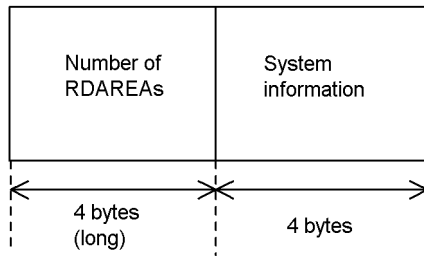 Number of
RDAREAs
System
information
4 bytes
(long)
4 bytes